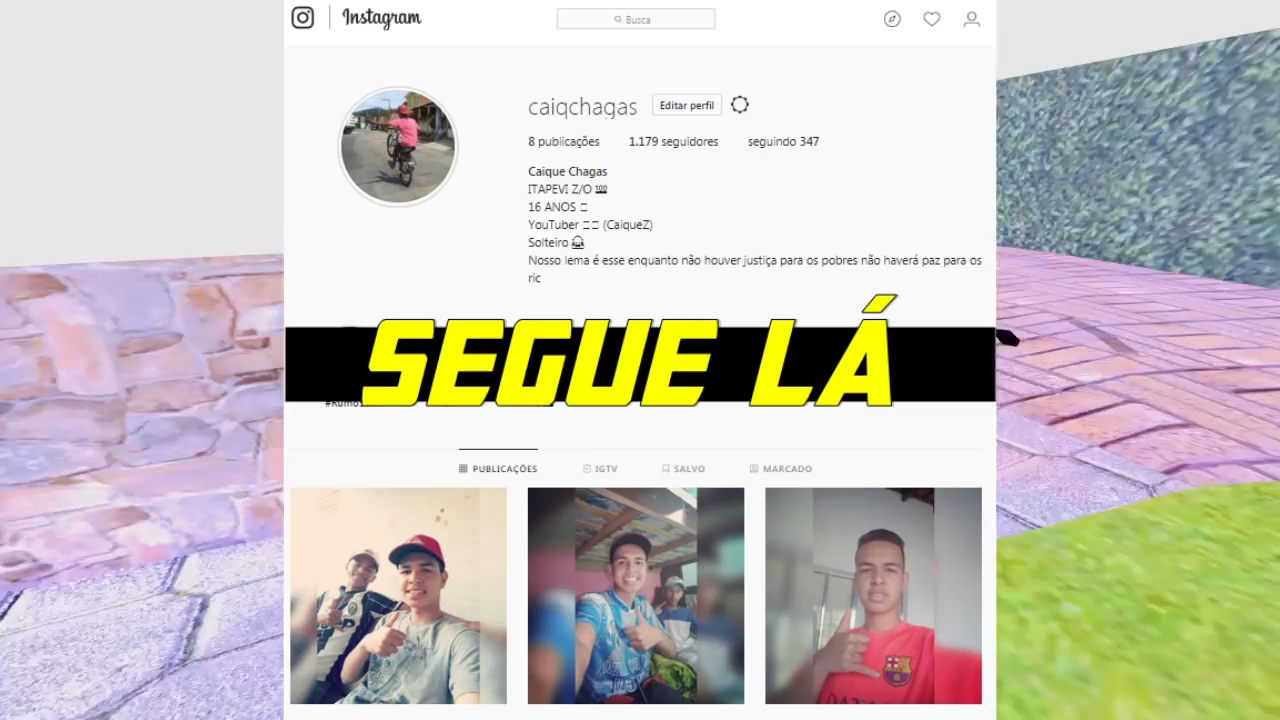 Instagram
Busca
caiqchagas
Editar perfil
8 publicações
1.179 seguidores
seguindo 347
Caique Chagas
ITAPEVI Z/O 💯
16 ANOS
YouTuber (CaiqueZ)
Solteiro
Nosso lema é esse enquanto não houver justiça para os pobres não haverá paz para os
ric
SEGUE LÁ
PUBLICAÇÕES
IGTV
SALVO
MARCADO